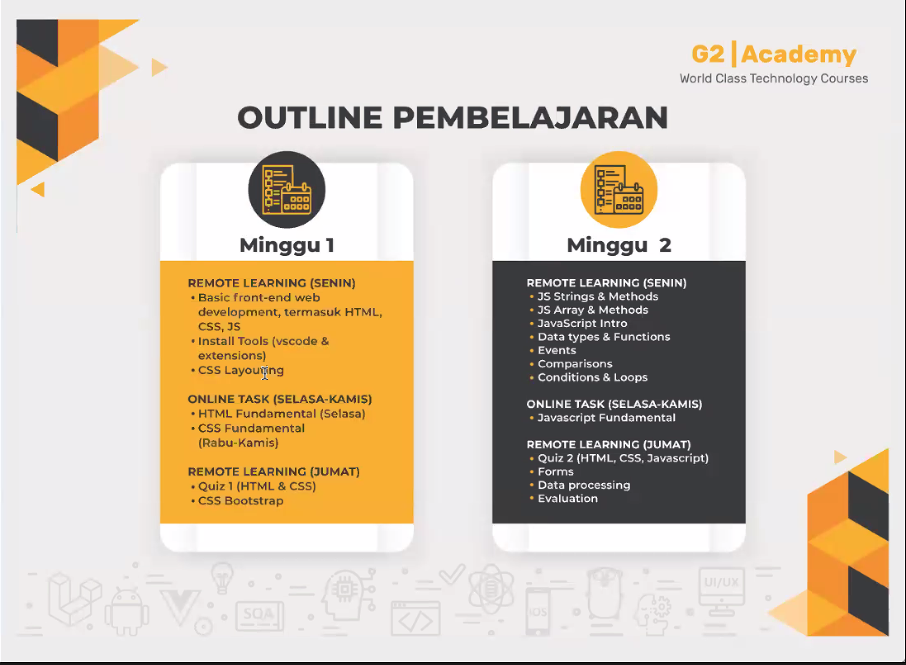 G2 | Academy
World Class Technology Courses
OUTLINE PEMBELAJARAN
Minggu 1
REMOTE LEARNING (SENIN)
• Basic front-end web
development, termasuk HTML,
CSS, JS
• Install Tools (vscode &
extensions)
• CSS Layouting
ONLINE TASK (SELASA-KAMIS)
• HTML Fundamental (Selasa)
• CSS Fundamental
(Rabu-Kamis)
REMOTE LEARNING (JUMAT)
• Quiz 1 (HTML & CSS)
• CSS Bootstrap
Minggu 2
REMOTE LEARNING (SENIN)
• JS Strings & Methods
• JS Array & Methods
• JavaScript Intro
• Data types & Functions
• Events
• Comparisons
• Conditions & Loops
ONLINE TASK (SELASA-KAMIS)
• Javascript Fundamental
REMOTE LEARNING (JUMAT)
• Quiz 2 (HTML, CSS, Javascript)
• Forms
• Data processing
• Evaluation
SQA
iOS
UI/UX